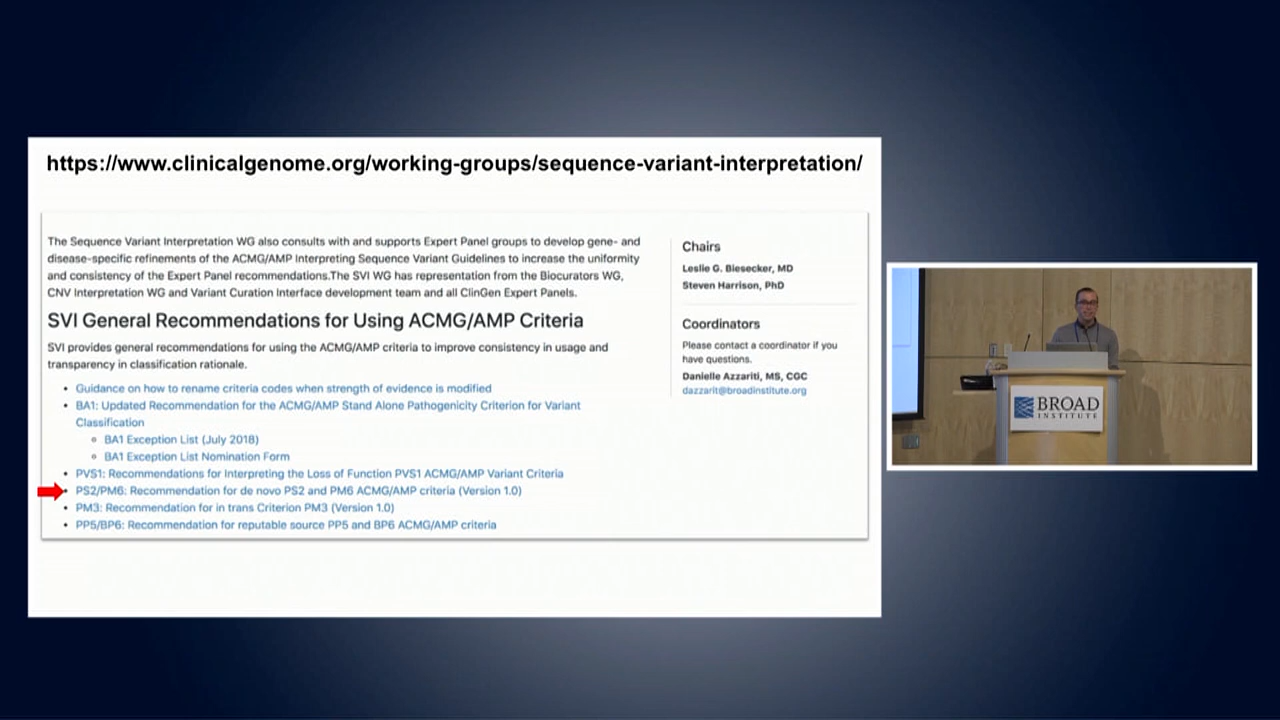 https://www.clinicalgenome.org/working-groups/sequence-variant-interpretation/
The Sequence Variant Interpretation WG also consults with and supports Expert Panel groups to develop gene- and
disease-specific refinements of the ACMG/AMP Interpreting Sequence Variant Guidelines to increase the uniformity
and consistency of the Expert Panel recommendations.The SVI WG has representation from the Biocurators WG,
CNV Interpretation WG and Variant Curation Interface development team and all ClinGen Expert Panels.
SVI General Recommendations for Using ACMG/AMP Criteria
SVI provides general recommendations for using the ACMG/AMP criteria to improve consistency in usage and
transparency in classification rationale.
• Guidance on how to rename criteria codes when strength of evidence is modified
• BA1: Updated Recommendation for the ACMG/AMP Stand Alone Pathogenicity Criterion for Variant
Classification
BA1 Exception List (July 2018)
BA1 Exception List Nomination Form
• PVS1: Recommendations for Interpreting the Loss of Function PVS1 ACMG/AMP Variant Criteria
• PS2/PM6: Recommendation for de novo PS2 and PM6 ACMG/AMP criteria (Version 1.0)
• PM3: Recommendation for in trans Criterion PM3 (Version 1.0)
• PP5/BP6: Recommendation for reputable source PP5 and BP6 ACMG/AMP criteria
Chairs
Leslie G. Biesecker, MD
Steven Harrison, PhD
Coordinators
Please contact a coordinator if you
have questions.
Danielle Azzariti, MS, CGC
dazzarit@broadinstitute.org
BROAD
INSTITUTE